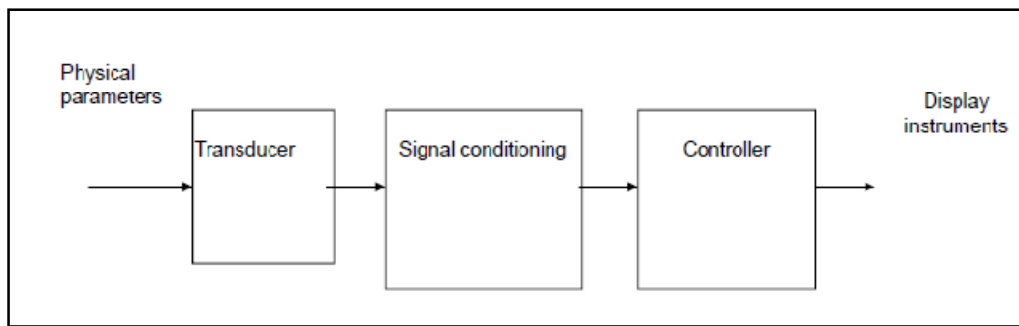 Physical
parameters
Transducer
Signal conditioning
Controller
Display
instruments